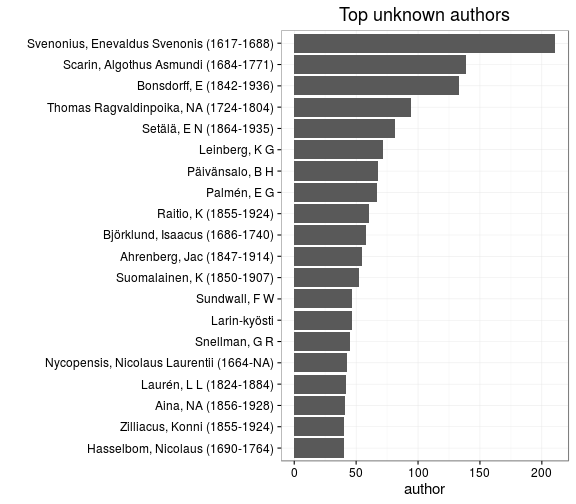 Top unknown authors
Svenonius, Enevaldus Svenonis (1617-1688)
Scarin, Algothus Asmundi (1684-1771)
Bonsdorff, E (1842-1936)
Thomas Ragvaldinpoika, NA (1724-1804)
Setälä, E N (1864-1935)
Leinberg, K G
Päivänsalo, B H
Palmén, E G
Raitio, K (1855-1924)
Björklund, Isaacus (1686-1740)
Ahrenberg, Jac (1847-1914)
Suomalainen, K (1850-1907)
Sundwall, F W
Larin-kyösti
Snellman, G R
Nycopensis, Nicolaus Laurentii (1664-NA)
Laurén, L L (1824-1884)
Aina, NA (1856-1928)
Zilliacus, Konni (1855-1924)
Hasselbom, Nicolaus (1690-1764)
0 50 100 150 200
author